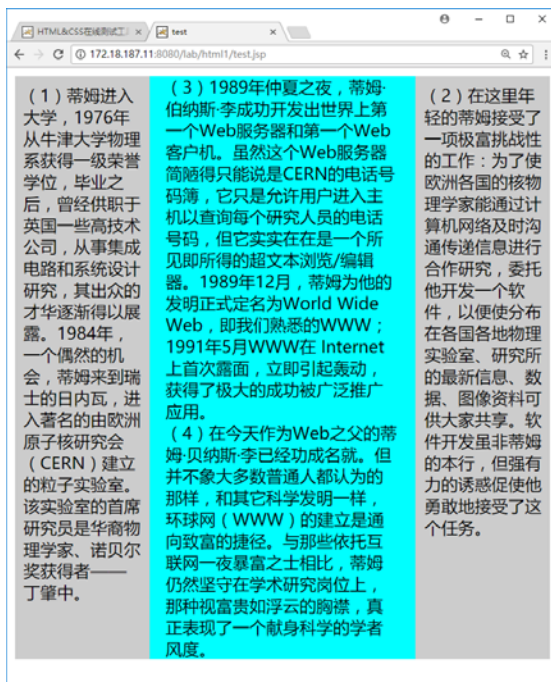 HTML&CSS在线测试工
test
172.18.187.11:8080/lab/html1/test.jsp
（1）蒂姆进入
大学，1976年
从牛津大学物理
系获得一级荣誉
学位，毕业之
后，曾经供职于
英国一些高技术
公司，从事集成
电路和系统设计
研究，其出众的
才华逐渐得以展
露。1984年，
一个偶然的机
会，蒂姆来到瑞
士的日内瓦，进
入著名的由欧洲
原子核研究会
（CERN）建立
的粒子实验室。
该实验室的首席
研究员是华裔物
理学家、诺贝尔
奖获得者——
丁肇中。
（3）1989年仲夏之夜，蒂姆·
伯纳斯·李成功开发出世界上第
一个Web服务器和第一个Web
客户机。虽然这个Web服务器
简陋得只能说是CERN的电话号
码簿，它只是允许用户进入主
机以查询每个研究人员的电话
号码，但它实实在在是一个所
见即所得的超文本浏览/编辑
器。1989年12月，蒂姆为他的
发明正式定名为World Wide
Web，即我们熟悉的WWW；
1991年5月WWW在 Internet
上首次露面，立即引起轰动，
获得了极大的成功被广泛推广
应用。
（4）在今天作为Web之父的蒂
姆·贝纳斯·李已经功成名就。但
并不象大多数普通人都认为的
那样，和其它科学发明一样，
环球网（WWW）的建立是通
向致富的捷径。与那些依托互
联网一夜暴富之士相比，蒂姆
仍然坚守在学术研究岗位上，
那种视富贵如浮云的胸襟，真
正表现了一个献身科学的学者
风度。
（2）在这里年
轻的蒂姆接受了
一项极富挑战性
的工作：为了使
欧洲各国的核物
理学家能通过计
算机网络及时沟
通传递信息进行
合作研究，委托
他开发一个软
件，以便使分布
在各国各地物理
实验室、研究所
的最新信息、数
据、图像资料可
供大家共享。软
件开发虽非蒂姆
的本行，但强有
力的诱惑促使他
勇敢地接受了这
个任务。